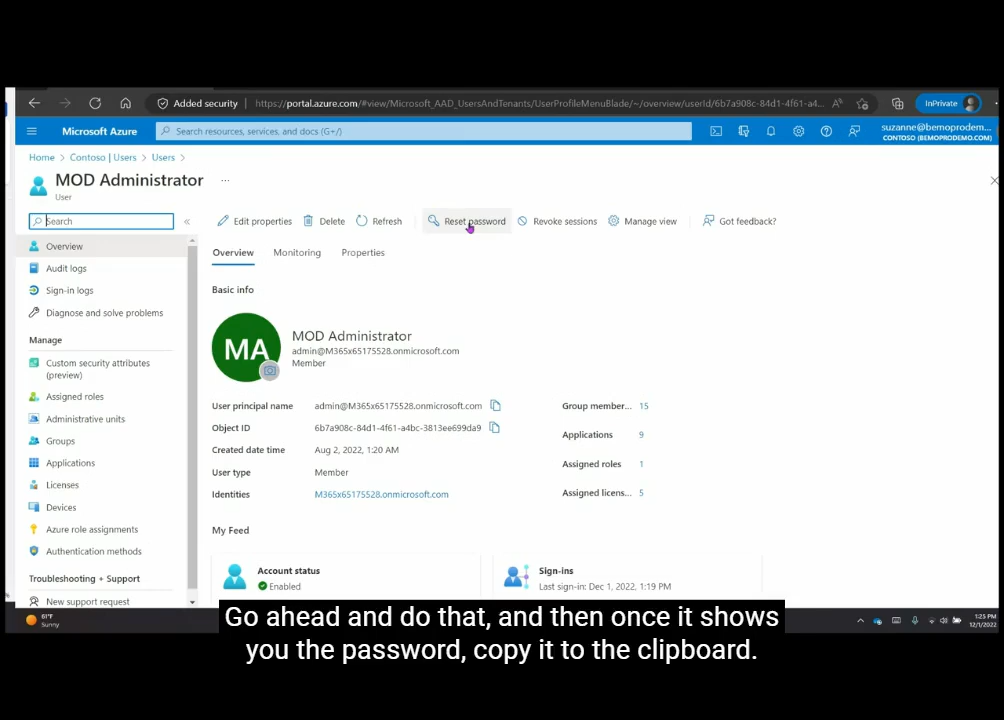 Added security
https://portal.azure.com/#view/Microsoft_AAD_UsersAndTenants/UserProfileMenuBlade/~/overview/userId/6b7a908c-84d1-4f61-a4...
InPrivate
Microsoft Azure
Search resources, services, and docs (G+/)
suzanne@bemoprodem...
CONTOSO (BEMOPRODEMO.COM)
Home > Contoso | Users > Users >
MOD Administrator ...
User
Search
Edit properties
Delete
Refresh
Reset password
Revoke sessions
Manage view
Got feedback?
Overview
Audit logs
Sign-in logs
Diagnose and solve problems
Manage
Custom security attributes
(preview)
Assigned roles
Administrative units
Groups
Applications
Licenses
Devices
Azure role assignments
Authentication methods
Troubleshooting + Support
New support request
Overview
Monitoring
Properties
Basic info
MA
MOD Administrator
admin@M365x65175528.onmicrosoft.com
Member
User principal name admin@M365x65175528.onmicrosoft.com
Object ID 6b7a908c-84d1-4f61-a4bc-3813ee699da9
Created date time Aug 2, 2022, 1:20 AM
User type Member
Identities M365x65175528.onmicrosoft.com
Group member... 15
Applications 9
Assigned roles 1
Assigned licens... 5
My Feed
Account status
Enabled
Sign-ins
Last sign-in: Dec 1, 2022, 1:19 PM
61°F
Sunny
1:25 PM
12/1/2022
Go ahead and do that, and then once it shows
you the password, copy it to the clipboard.